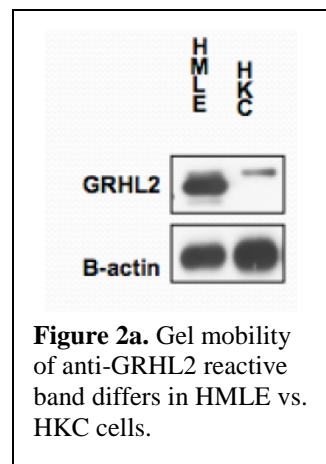 HMLE HKC
GRHL2
B-actin
Figure 2a. Gel mobility
of anti-GRHL2 reactive
band differs in HMLE vs.
HKC cells.